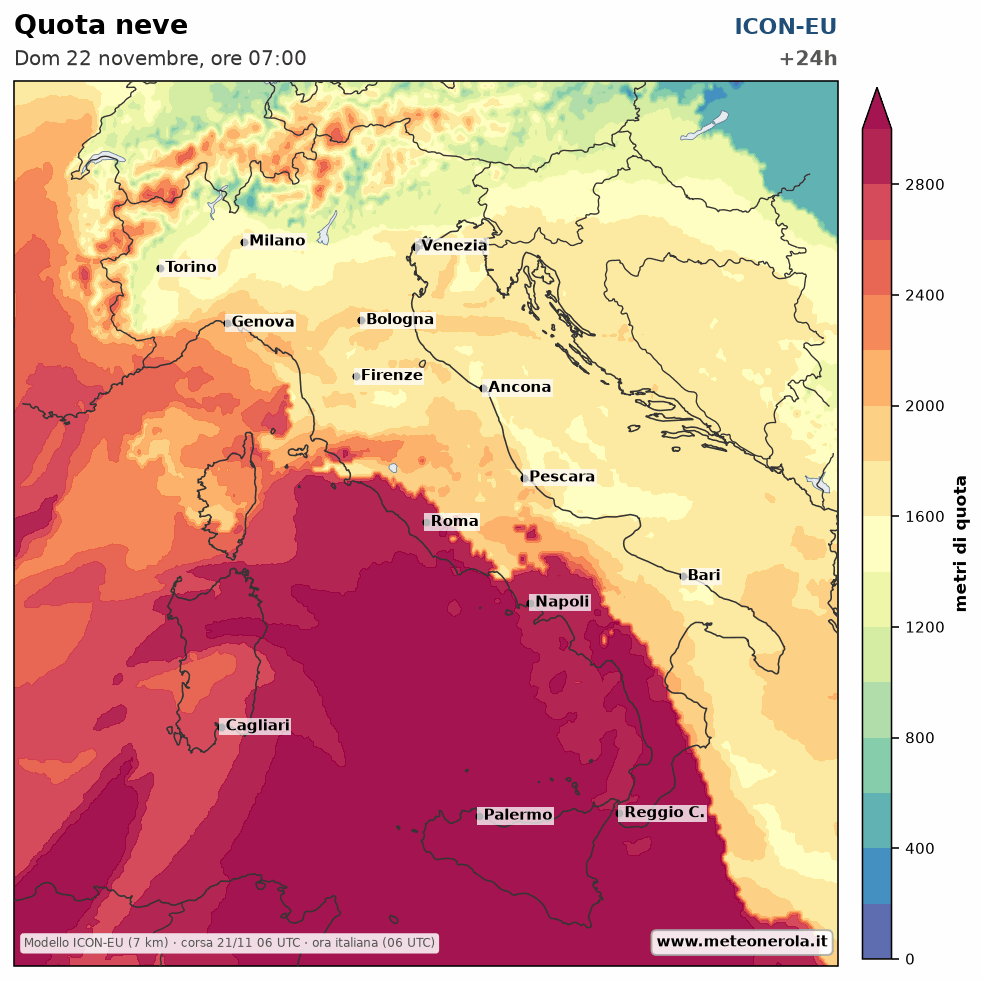 Quota neve
ICON-EU
Dom 22 novembre, ore 07:00
+24h
Milano
Venezia
Torino
Genova
Bologna
Firenze
Ancona
Pescara
Roma
Bari
Napoli
Cagliari
Palermo
Reggio C.
2800
2400
2000
1600
1200
800
400
0
metri di quota
Modello ICON-EU (7 km) · corsa 21/11 06 UTC · ora italiana (06 UTC)
www.meteonerola.it